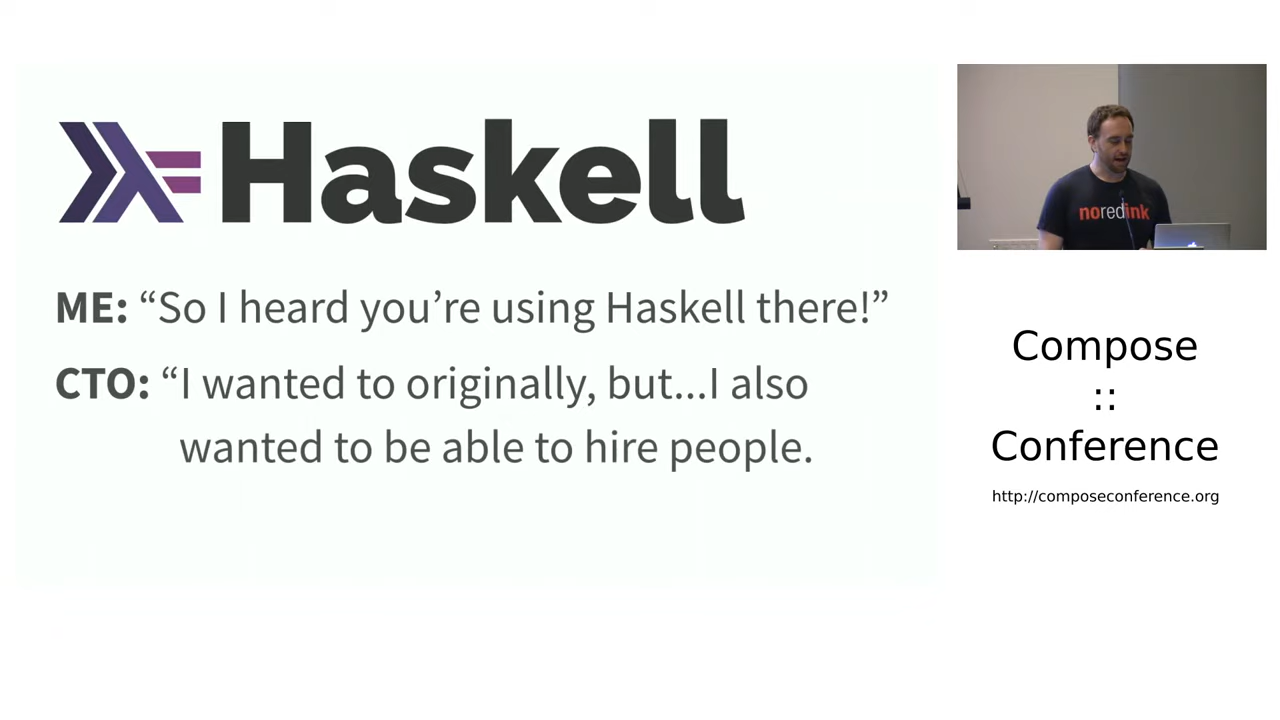 Haskell
ME: “So I heard you’re using Haskell there!”
CTO: “I wanted to originally, but...I also
wanted to be able to hire people.
noredink
Compose
::
Conference
http://composeconference.org